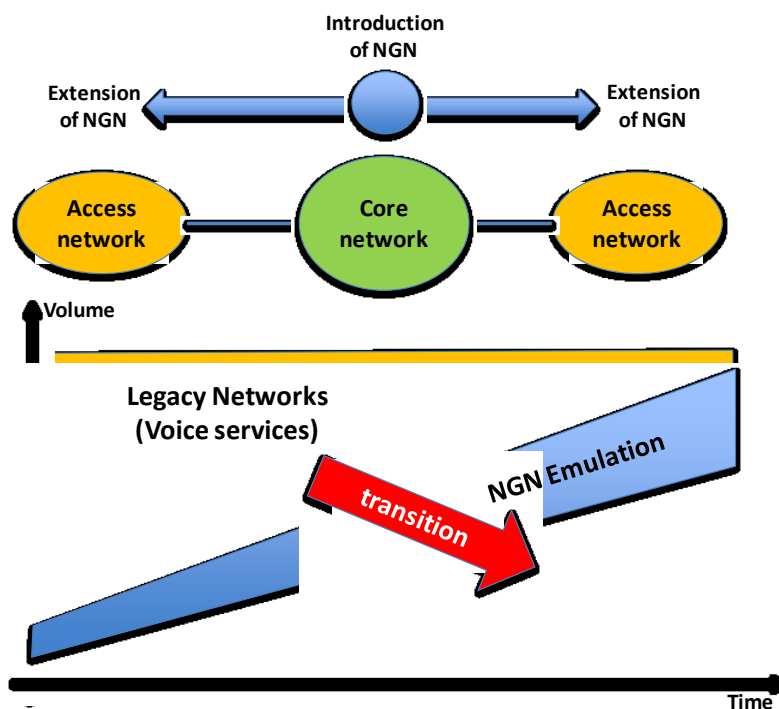 Introduction
of NGN
Extension
of NGN
Extension
of NGN
Access
network
Core
network
Access
network
Volume
Legacy Networks
(Voice services)
NGN Emulation
transition
Time